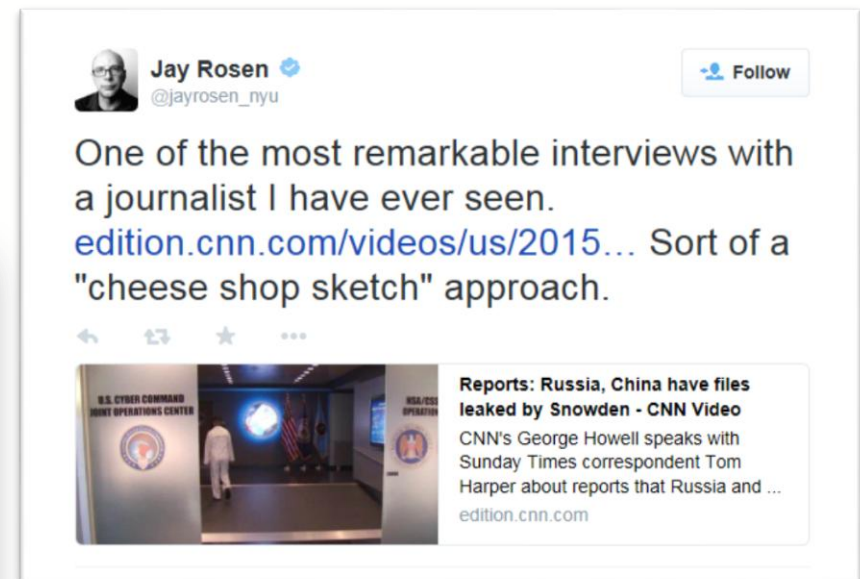 Jay Rosen
@jayrosen_nyu
Follow
One of the most remarkable interviews with
a journalist I have ever seen.
edition.cnn.com/videos/us/2015... Sort of a
"cheese shop sketch" approach.
U.S. CYBER COMMAND
JOINT OPERATIONS CENTER
NSA/CSS
OPERATION
Reports: Russia, China have files
leaked by Snowden - CNN Video
CNN's George Howell speaks with
Sunday Times correspondent Tom
Harper about reports that Russia and ...
edition.cnn.com